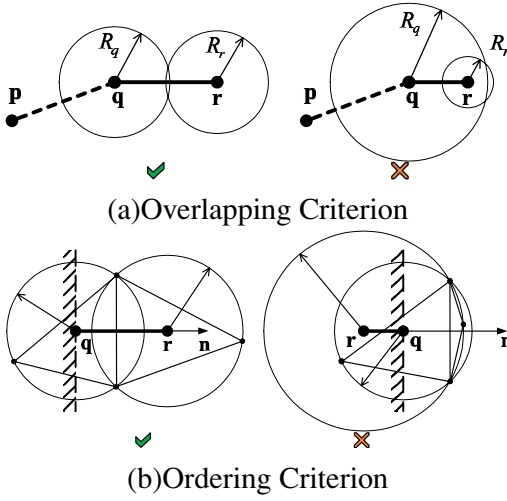 R_q
R_r
p
q
r
R_q
R_r
p
q
r
(a)Overlapping Criterion
q
r
n
r
q
n
(b)Ordering Criterion